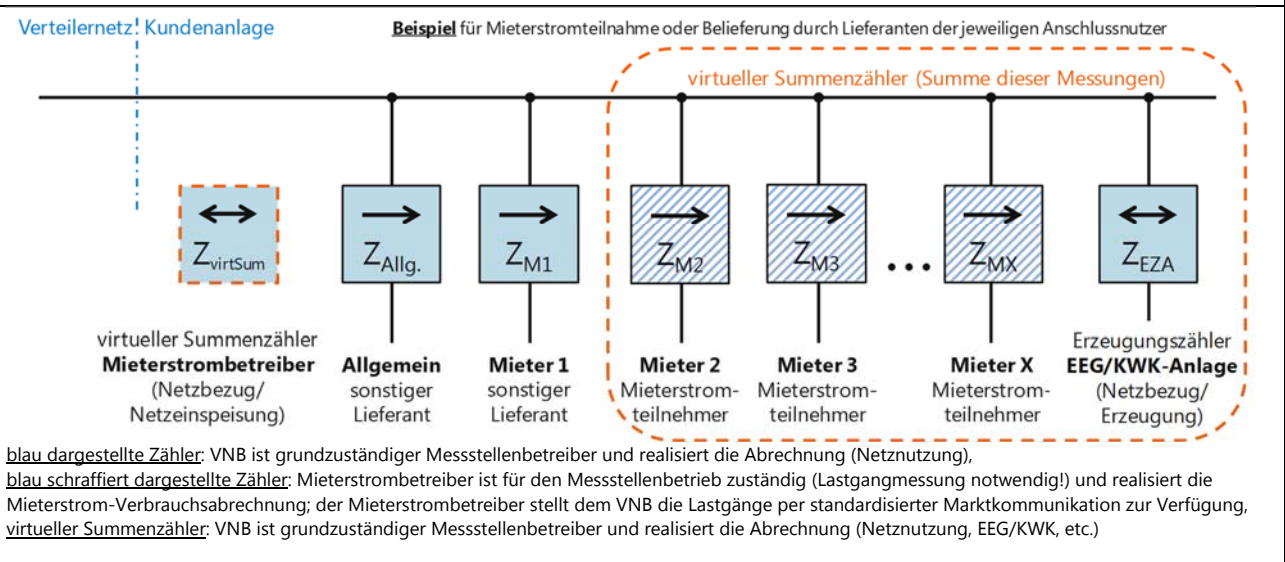 Verteilernetz Kundenanlage
Beispiel für Mieterstromteilnahme oder Belieferung durch Lieferanten der jeweiligen Anschlussnutzer
virtueller Summenzähler (Summe dieser Messungen)
ZvirtSum
ZAllg.
ZM1
ZM2
ZM3
...
ZMX
ZEZA
virtueller Summenzähler
Mieterstrombetreiber
(Netzbezug/
Netzeinspeisung)
Allgemein
sonstiger
Lieferant
Mieter 1
sonstiger
Lieferant
Mieter 2
Mieterstrom-
teilnehmer
Mieter 3
Mieterstrom-
teilnehmer
Mieter X
Mieterstrom-
teilnehmer
Erzeugungszähler
EEG/KWK-Anlage
(Netzbezug/
Erzeugung)
blau dargestellte Zähler: VNB ist grundzuständiger Messstellenbetreiber und realisiert die Abrechnung (Netznutzung),
blau schraffiert dargestellte Zähler: Mieterstrombetreiber ist für den Messstellenbetrieb zuständig (Lastgangmessung notwendig!) und realisiert die
Mieterstrom-Verbrauchsabrechnung; der Mieterstrombetreiber stellt dem VNB die Lastgänge per standardisierter Marktkommunikation zur Verfügung,
virtueller Summenzähler: VNB ist grundzuständiger Messstellenbetreiber und realisiert die Abrechnung (Netznutzung, EEG/KWK, etc.)